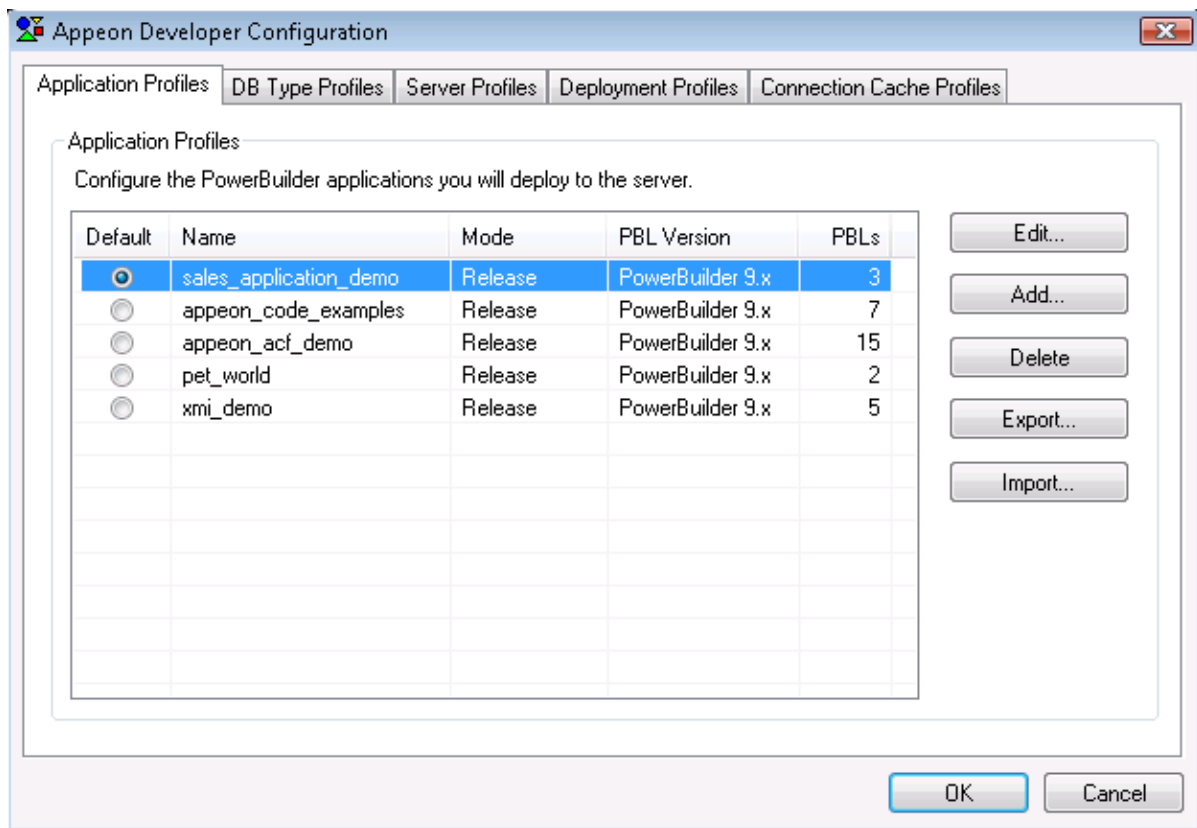 Appeon Developer Configuration
Application Profiles DB Type Profiles Server Profiles Deployment Profiles Connection Cache Profiles
Application Profiles
Configure the PowerBuilder applications you will deploy to the server.
Default Name Mode PBL Version PBLs
sales_application_demo Release PowerBuilder 9.x 3
appeon_code_examples Release PowerBuilder 9.x 7
appeon_acf_demo Release PowerBuilder 9.x 15
pet_world Release PowerBuilder 9.x 2
xmi_demo Release PowerBuilder 9.x 5
Edit...
Add...
Delete
Export...
Import...
OK Cancel